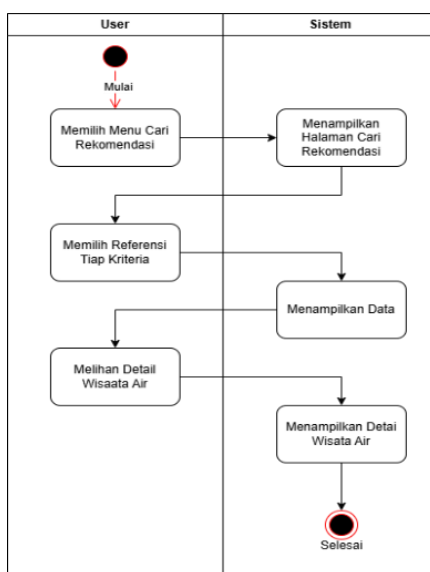 User
Sistem
Mulai
Memilih Menu Cari
Rekomendasi
Menampilkan
Halaman Cari
Rekomendasi
Memilih Referensi
Tiap Kriteria
Menampilkan Data
Melihan Detail
Wisaata Air
Menampilkan Detai
Wisata Air
Selesai